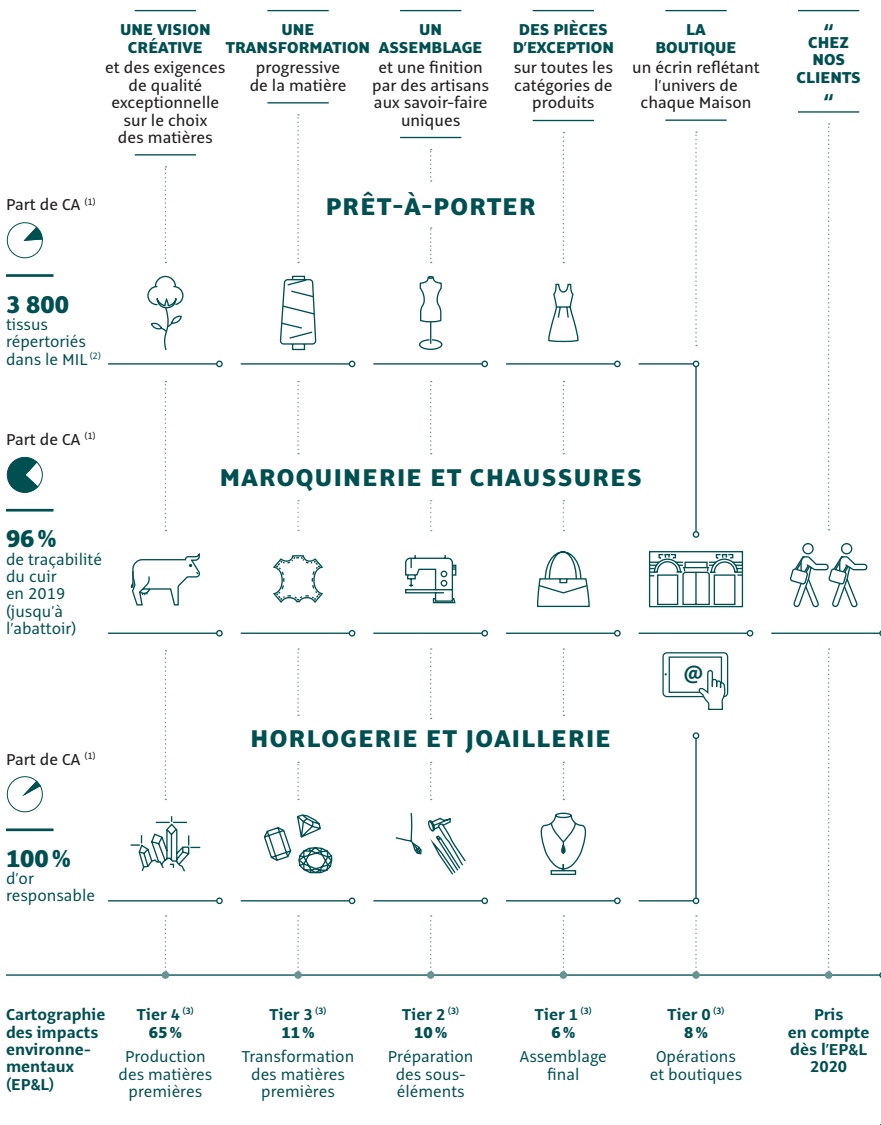 UNE VISION
CRÉATIVE
et des exigences
de qualité
exceptionnelle
sur le choix
des matières
UNE
TRANSFORMATION
progressive
de la matière
UN
ASSEMBLAGE
et une finition
par des artisans
aux savoir-faire
uniques
DES PIÈCES
D'EXCEPTION
sur toutes les
catégories de
produits
LA
BOUTIQUE
un écrin reflétant
l'univers de
chaque Maison
"
CHEZ
NOS
CLIENTS
"
PRÊT-À-PORTER
Part de CA (1)
3 800
tissus
répertoriés
dans le MIL (2)
MAROQUINERIE ET CHAUSSURES
Part de CA (1)
96 %
de traçabilité
du cuir
en 2019
(jusqu'à
l'abattoir)
@
HORLOGERIE ET JOAILLERIE
Part de CA (1)
100 %
d'or
responsable
Cartographie
des impacts
environne-
mentaux
(EP&L)
Tier 4 (3)
65 %
Production
des matières
premières
Tier 3 (3)
11 %
Transformation
des matières
premières
Tier 2 (3)
10 %
Préparation
des sous-
éléments
Tier 1 (3)
6 %
Assemblage
final
Tier 0 (3)
8 %
Opérations
et boutiques
Pris
en compte
dès l'EP&L
2020